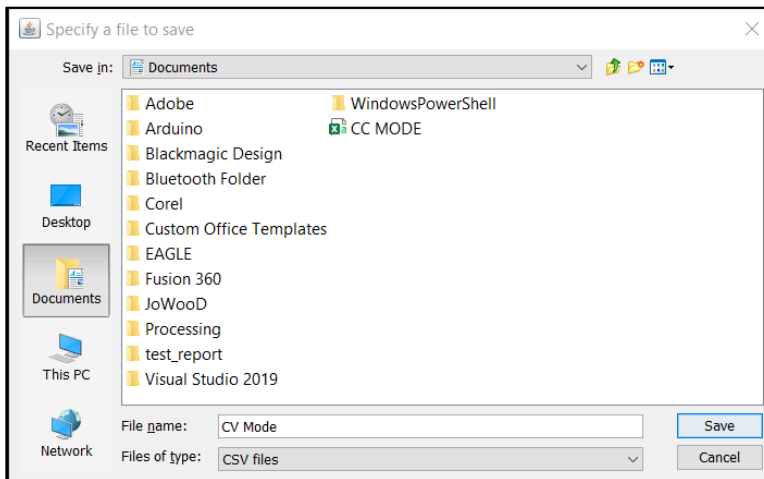 Specify a file to save
Save in: Documents
Recent Items
Desktop
Documents
This PC
Network
Adobe
Arduino
Blackmagic Design
Bluetooth Folder
Corel
Custom Office Templates
EAGLE
Fusion 360
JoWooD
Processing
test_report
Visual Studio 2019
WindowsPowerShell
CC MODE
File name: CV Mode Save
Files of type: CSV files Cancel